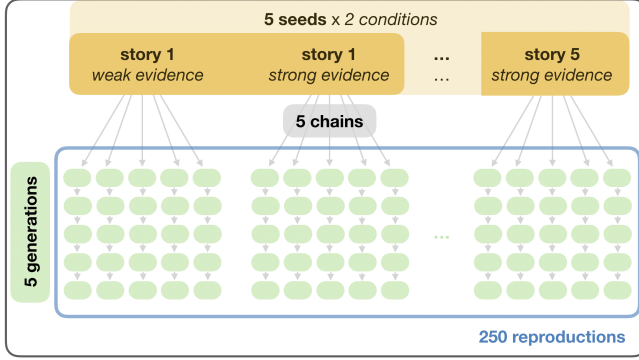 5 seeds x 2 conditions
story 1
weak evidence
story 1
strong evidence
...
...
story 5
strong evidence
5 chains
5 generations
...
250 reproductions